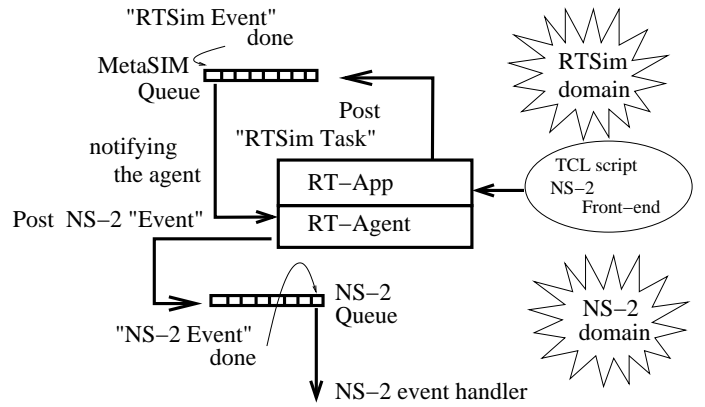 "RTSim Event"
done
MetaSIM
Queue
RTSim
domain
Post
"RTSim Task"
notifying
the agent
TCL script
NS−2
Front−end
RT−App
RT−Agent
Post NS−2 "Event"
NS−2
Queue
NS−2
domain
"NS−2 Event"
done
NS−2 event handler